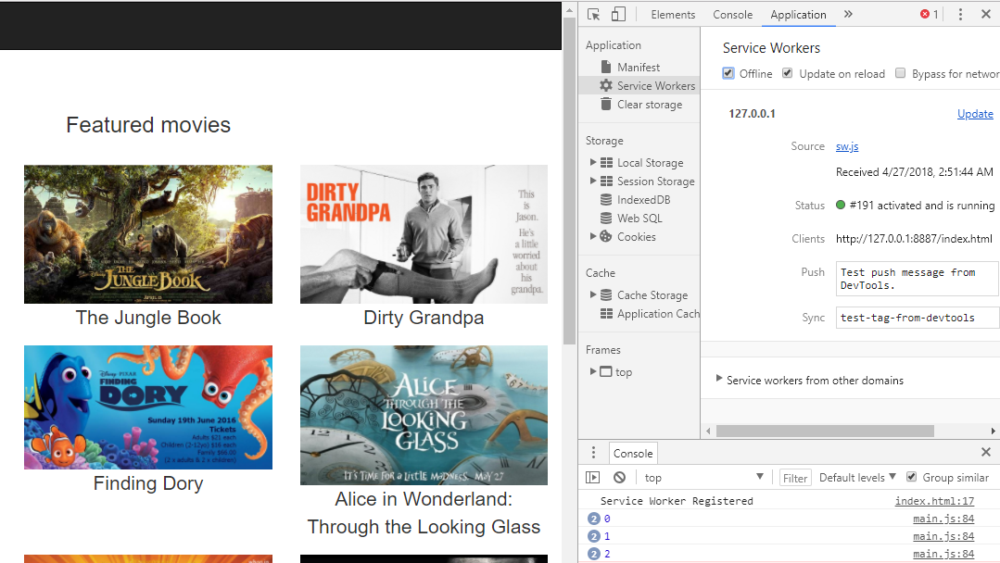 Featured movies
THE JUNGLE BOOK
The Jungle Book
DIRTY
GRANDPA
This
is
Jason.
He's
a little
worried
about
his
grandpa.
Dirty Grandpa
Disney·PIXAR
FINDING
DORY
Sunday 19th June 2016
Tickets
Adults $21 each
Children (2-12yo) $16 each
Family $66.00
(2 x adults & 2 x children)
Finding Dory
ALICE
THROUGH THE
LOOKING
GLASS
IT'S TIME FOR A LITTLE MADNESS. MAY 27
Alice in Wonderland:
Through the Looking Glass
Elements Console Application » 1
Application
Manifest
Service Workers
Clear storage
Storage
Local Storage
Session Storage
IndexedDB
Web SQL
Cookies
Cache
Cache Storage
Application Cach
Frames
top
Service Workers
Offline Update on reload Bypass for networ
127.0.0.1 Update
Source sw.js
Received 4/27/2018, 2:51:44 AM
Status #191 activated and is running
Clients http://127.0.0.1:8887/index.html
Push Test push message from
DevTools.
Sync test-tag-from-devtools
Service workers from other domains
Console
top Filter Default levels Group similar
Service Worker Registered index.html:17
2 0 main.js:84
2 1 main.js:84
2 2 main.js:84